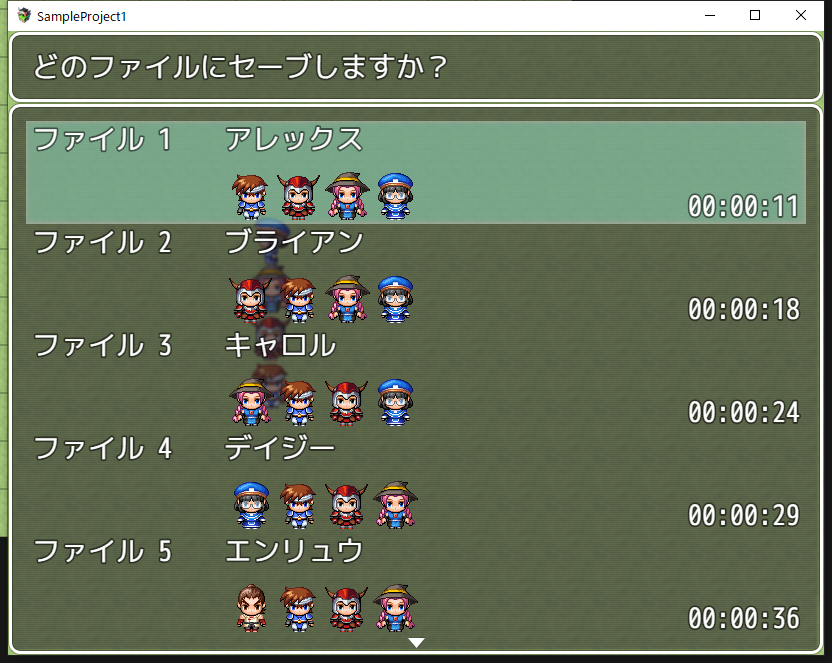 SampleProject1
どのファイルにセーブしますか？
ファイル 1 アレックス
00:00:11
ファイル 2 ブライアン
00:00:18
ファイル 3 キャロル
00:00:24
ファイル 4 デイジー
00:00:29
ファイル 5 エンリュウ
00:00:36